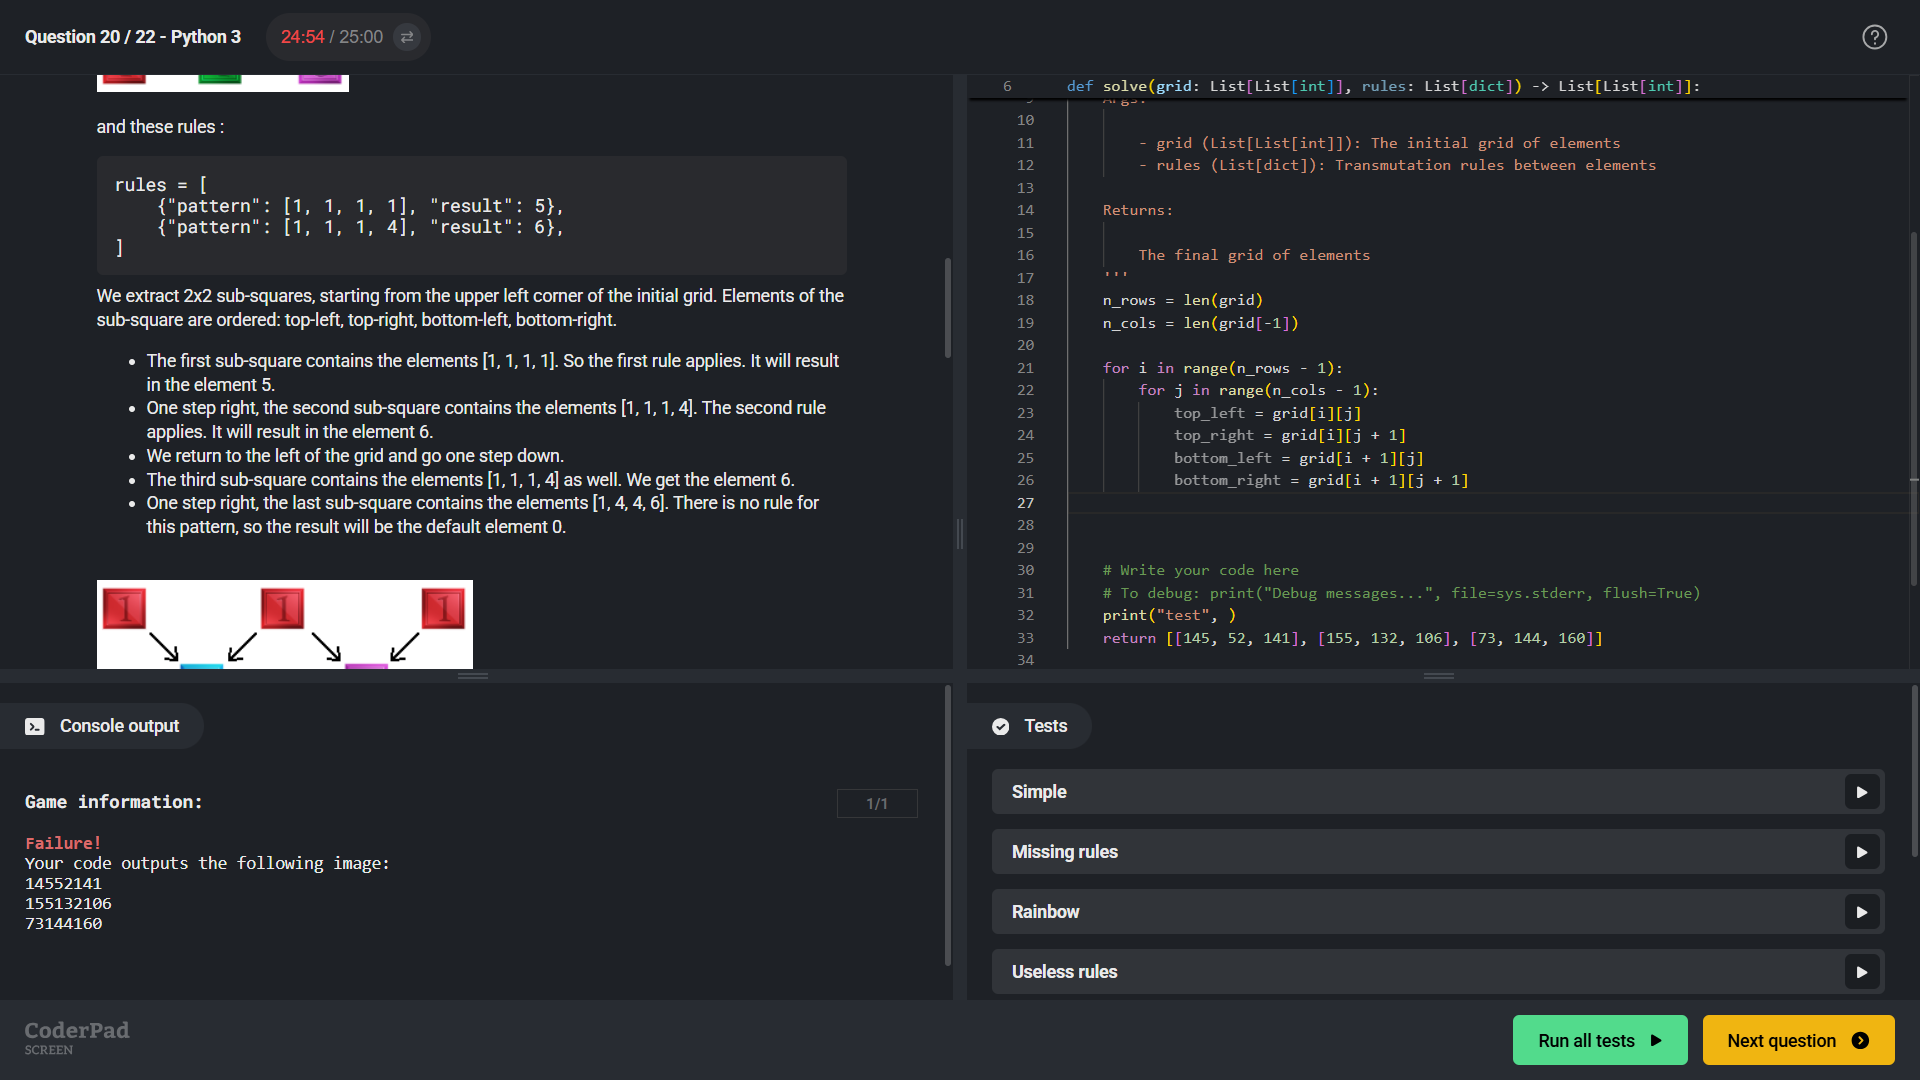 Question 20 / 22 - Python 3
24:54 / 25:00
and these rules :
rules = [
    {"pattern": [1, 1, 1, 1], "result": 5},
    {"pattern": [1, 1, 1, 4], "result": 6},
]
We extract 2x2 sub-squares, starting from the upper left corner of the initial grid. Elements of the
sub-square are ordered: top-left, top-right, bottom-left, bottom-right.
The first sub-square contains the elements [1, 1, 1, 1]. So the first rule applies. It will result
in the element 5.
One step right, the second sub-square contains the elements [1, 1, 1, 4]. The second rule
applies. It will result in the element 6.
We return to the left of the grid and go one step down.
The third sub-square contains the elements [1, 1, 1, 4] as well. We get the element 6.
One step right, the last sub-square contains the elements [1, 4, 4, 6]. There is no rule for
this pattern, so the result will be the default element 0.
1 1 1
6 def solve(grid: List[List[int]], rules: List[dict]) -> List[List[int]]:
9 Args:
10
11 - grid (List[List[int]]): The initial grid of elements
12 - rules (List[dict]): Transmutation rules between elements
13
14 Returns:
15
16 The final grid of elements
17 '''
18 n_rows = len(grid)
19 n_cols = len(grid[-1])
20
21 for i in range(n_rows - 1):
22     for j in range(n_cols - 1):
23         top_left = grid[i][j]
24         top_right = grid[i][j + 1]
25         bottom_left = grid[i + 1][j]
26         bottom_right = grid[i + 1][j + 1]
27
28
29
30 # Write your code here
31 # To debug: print("Debug messages...", file=sys.stderr, flush=True)
32 print("test", )
33 return [[145, 52, 141], [155, 132, 106], [73, 144, 160]]
34
Console output
Game information:
1/1
Failure!
Your code outputs the following image:
14552141
155132106
73144160
Tests
Simple
Missing rules
Rainbow
Useless rules
CoderPad
SCREEN
Run all tests
Next question